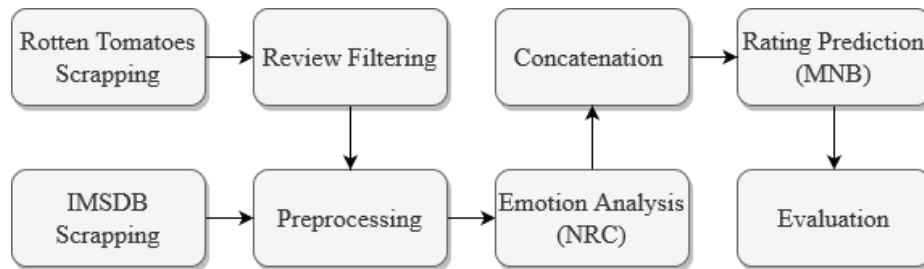 Rotten Tomatoes
Scrapping
Review Filtering
Concatenation
Rating Prediction
(MNB)
IMSDB
Scrapping
Preprocessing
Emotion Analysis
(NRC)
Evaluation